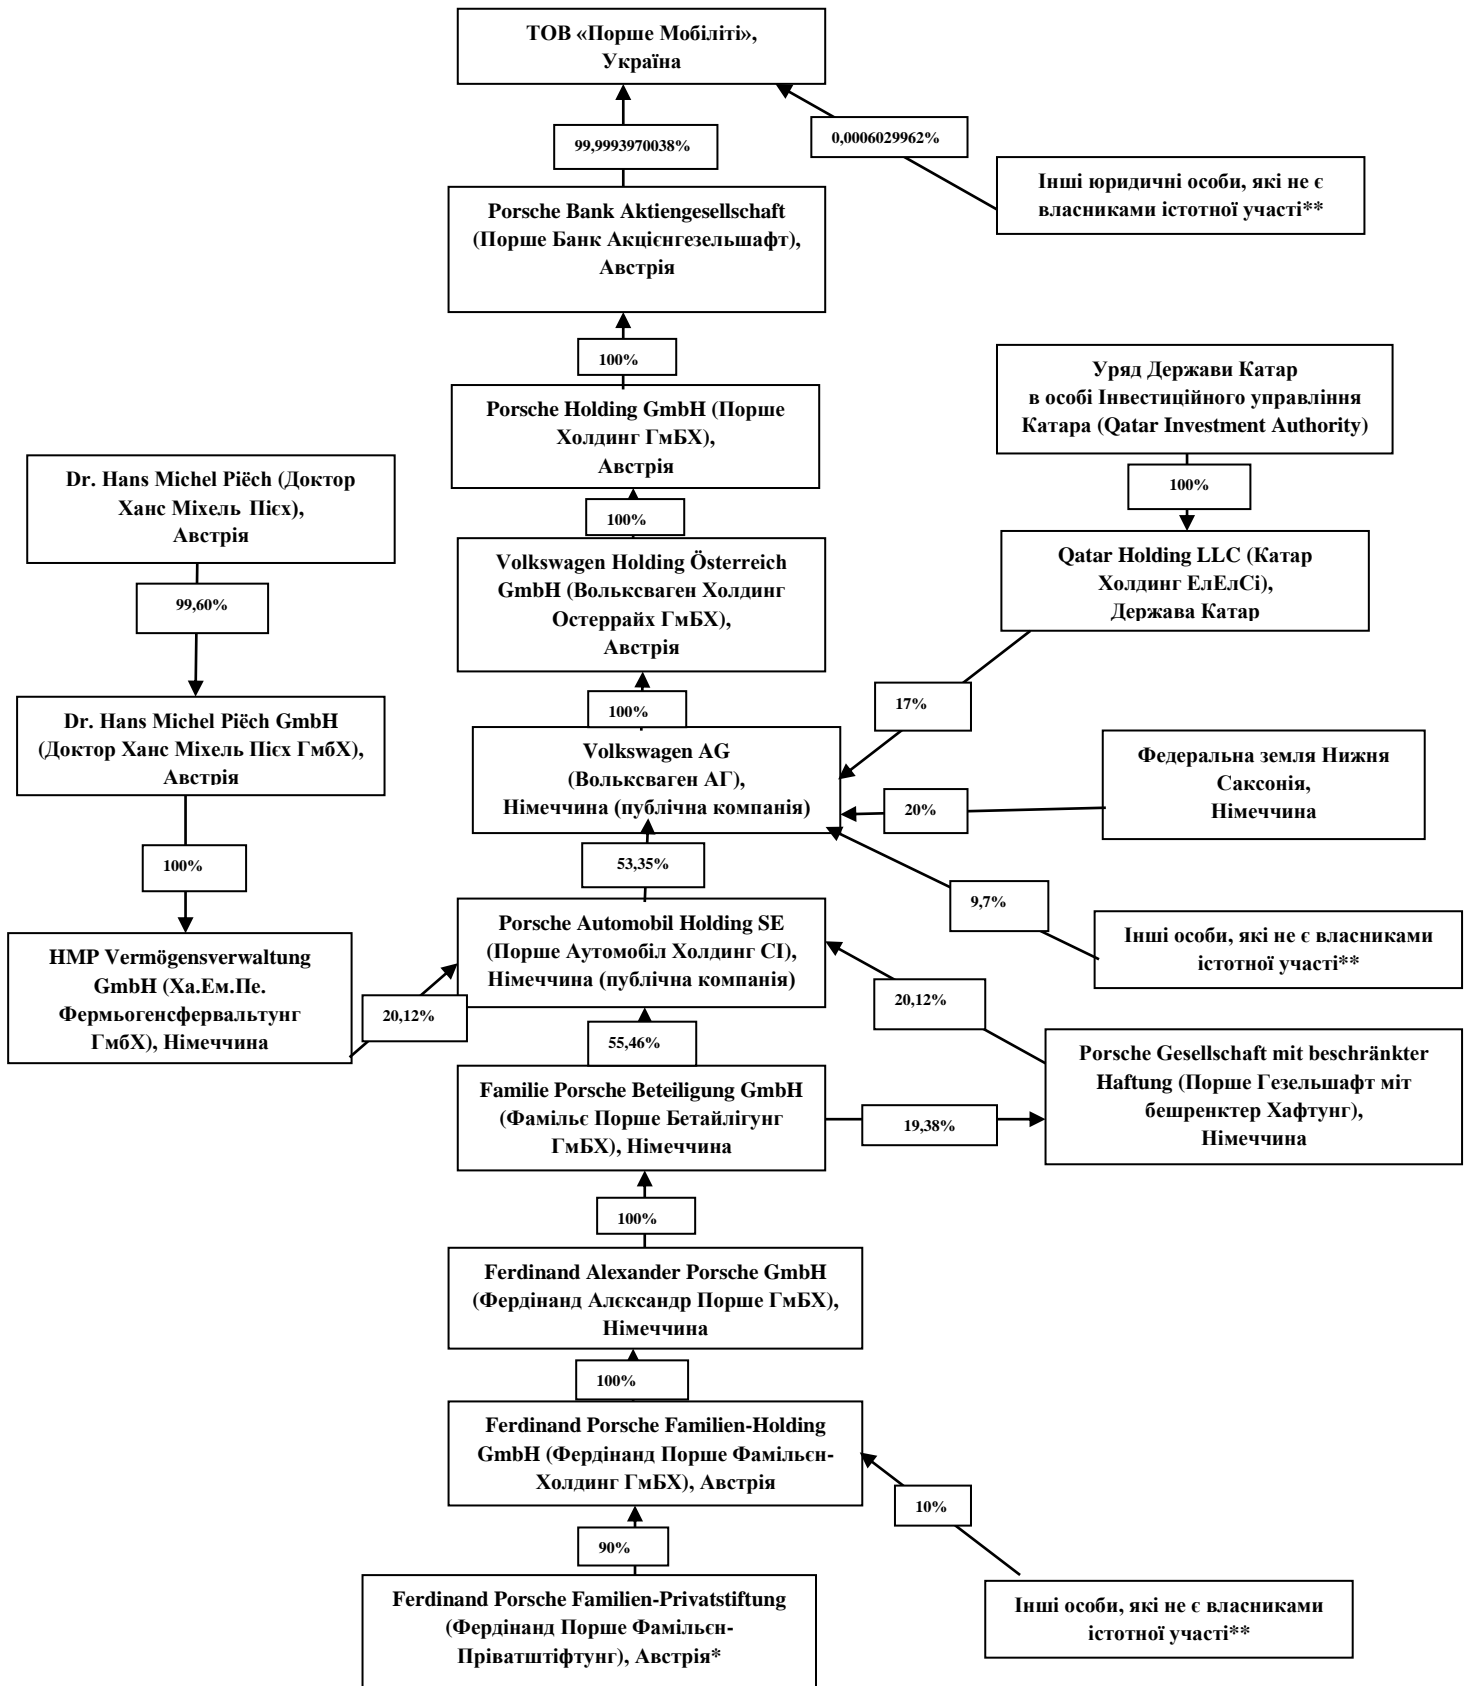 ТОВ «Порше Мобіліті»,
Україна
99,9993970038%
0,0006029962%
Інші юридичні особи, які не є
власниками істотної участі**
Porsche Bank Aktiengesellschaft
(Порше Банк Акцієнгезельшафт),
Австрія
100%
Уряд Держави Катар
в особі Інвестиційного управління
Катара (Qatar Investment Authority)
Porsche Holding GmbH (Порше
Холдинг ГмБХ),
Австрія
100%
Dr. Hans Michel Piëch (Доктор
Ханс Міхель Пієх),
Австрія
100%
Qatar Holding LLC (Катар
Холдинг ЕлЕлСі),
Держава Катар
Volkswagen Holding Österreich
GmbH (Вольксваген Холдинг
Остеррайх ГмБХ),
Австрія
99,60%
17%
100%
Dr. Hans Michel Piëch GmbH
(Доктор Ханс Міхель Пієх ГмбХ),
Австрія
Volkswagen AG
(Вольксваген АГ),
Німеччина (публічна компанія)
Федеральна земля Нижня
Саксонія,
Німеччина
20%
100%
53,35%
9,7%
Інші особи, які не є власниками
істотної участі**
Porsche Automobil Holding SE
(Порше Аутомобіл Холдинг СІ),
Німеччина (публічна компанія)
HMP Vermögensverwaltung
GmbH (Ха.Ем.Пе.
Фермьогенсфервальтунг
ГмбХ), Німеччина
20,12%
20,12%
55,46%
Porsche Gesellschaft mit beschränkter
Haftung (Порше Гезельшафт міт
бешренктер Хафтунг),
Німеччина
Familie Porsche Beteiligung GmbH
(Фамільє Порше Бетайлігунг
ГмБХ), Німеччина
19,38%
100%
Ferdinand Alexander Porsche GmbH
(Фердінанд Алєксандр Порше ГмБХ),
Німеччина
100%
Ferdinand Porsche Familien-Holding
GmbH (Фердінанд Порше Фамільєн-
Холдинг ГмБХ), Австрія
10%
90%
Ferdinand Porsche Familien-Privatstiftung
(Фердінанд Порше Фамільєн-
Пріватштіфтунг), Австрія*
Інші особи, які не є власниками
істотної участі**